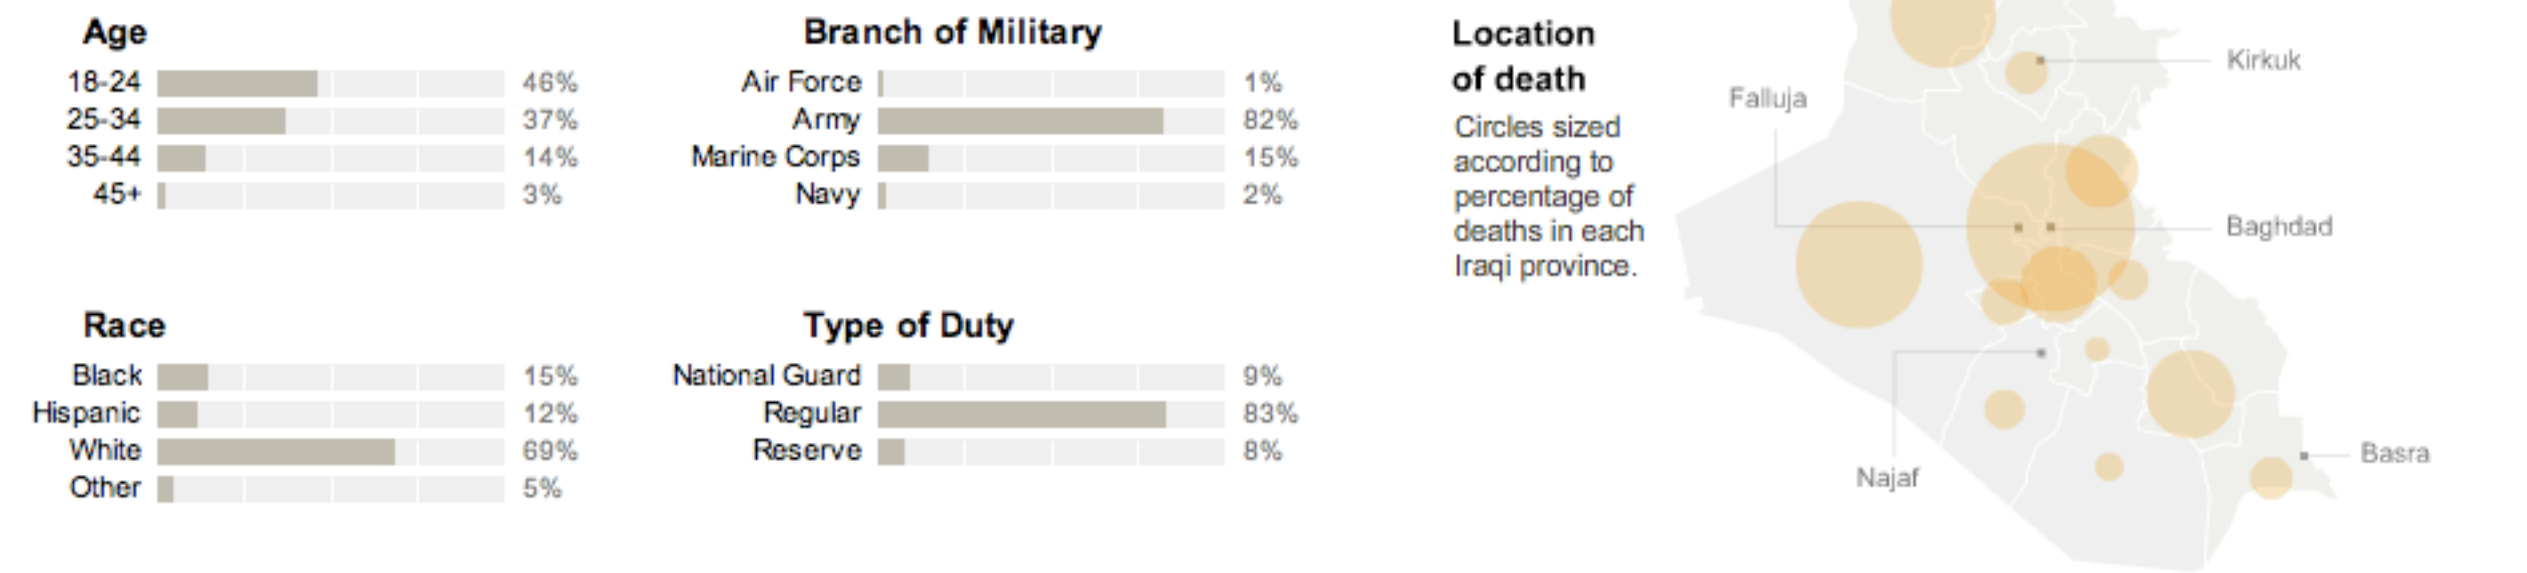 Age
18-24 46%
25-34 37%
35-44 14%
45+ 3%
Branch of Military
Air Force 1%
Army 82%
Marine Corps 15%
Navy 2%
Race
Black 15%
Hispanic 12%
White 69%
Other 5%
Type of Duty
National Guard 9%
Regular 83%
Reserve 8%
Location
of death
Circles sized
according to
percentage of
deaths in each
Iraqi province.
Kirkuk
Falluja
Baghdad
Najaf
Basra